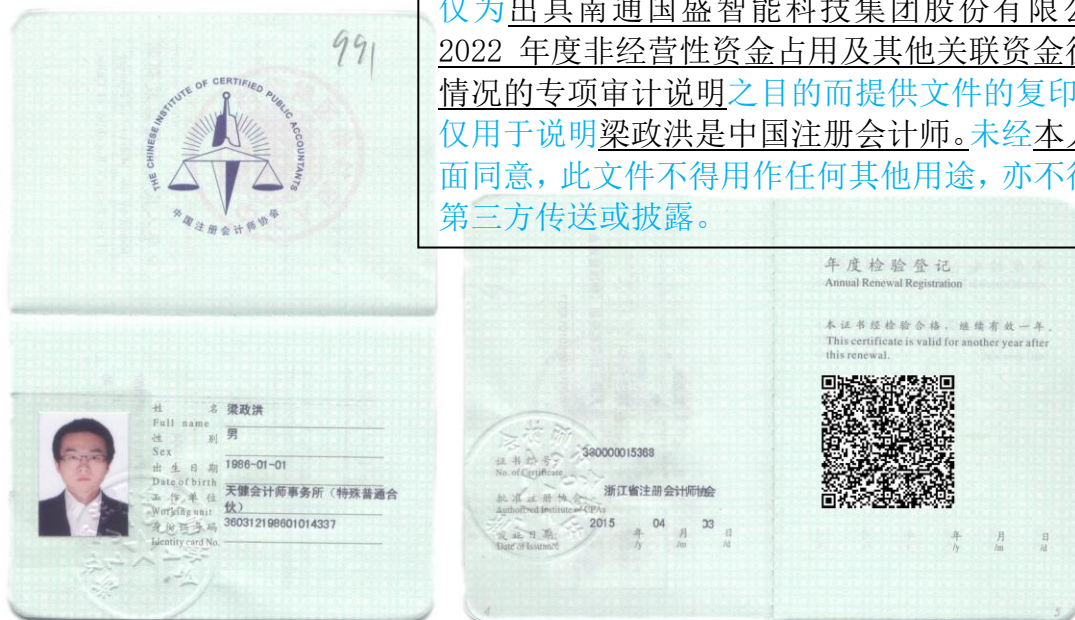 991
THE CHINESE INSTITUTE OF CERTIFIED PUBLIC ACCOUNTANTS
中国注册会计师协会
仅为出具南通国盛智能科技集团股份有限公
2022 年度非经营性资金占用及其他关联资金
情况的专项审计说明之目的而提供文件的复印
仅用于说明梁政洪是中国注册会计师。未经本
面同意，此文件不得用作任何其他用途，亦不
第三方传送或披露。
姓 名 梁政洪
Full name
性 别 男
Sex
出生日期 1986-01-01
Date of birth
工作单位 天健会计师事务所（特殊普通合
Working unit 伙）
身份证号码 360312198601014337
Identity card No.
证书编号: 330000015368
No. of Certificate
批准注册协会: 浙江省注册会计师协会
Authorized Institute of CPAs
发证日期: 2015 年 04 月 03 日
Date of Issuance /y /m /d
4
年度检验登记
Annual Renewal Registration
本证书经检验合格，继续有效一年。
This certificate is valid for another year after
this renewal.
年 月 日
/y /m /d
5